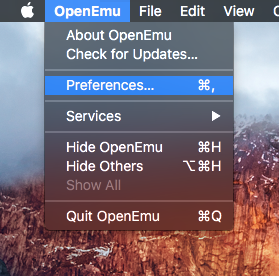 OpenEmu File Edit View
About OpenEmu
Check for Updates...
Preferences... ⌘,
Services ▶
Hide OpenEmu ⌘H
Hide Others ⌥⌘H
Show All
Quit OpenEmu ⌘Q